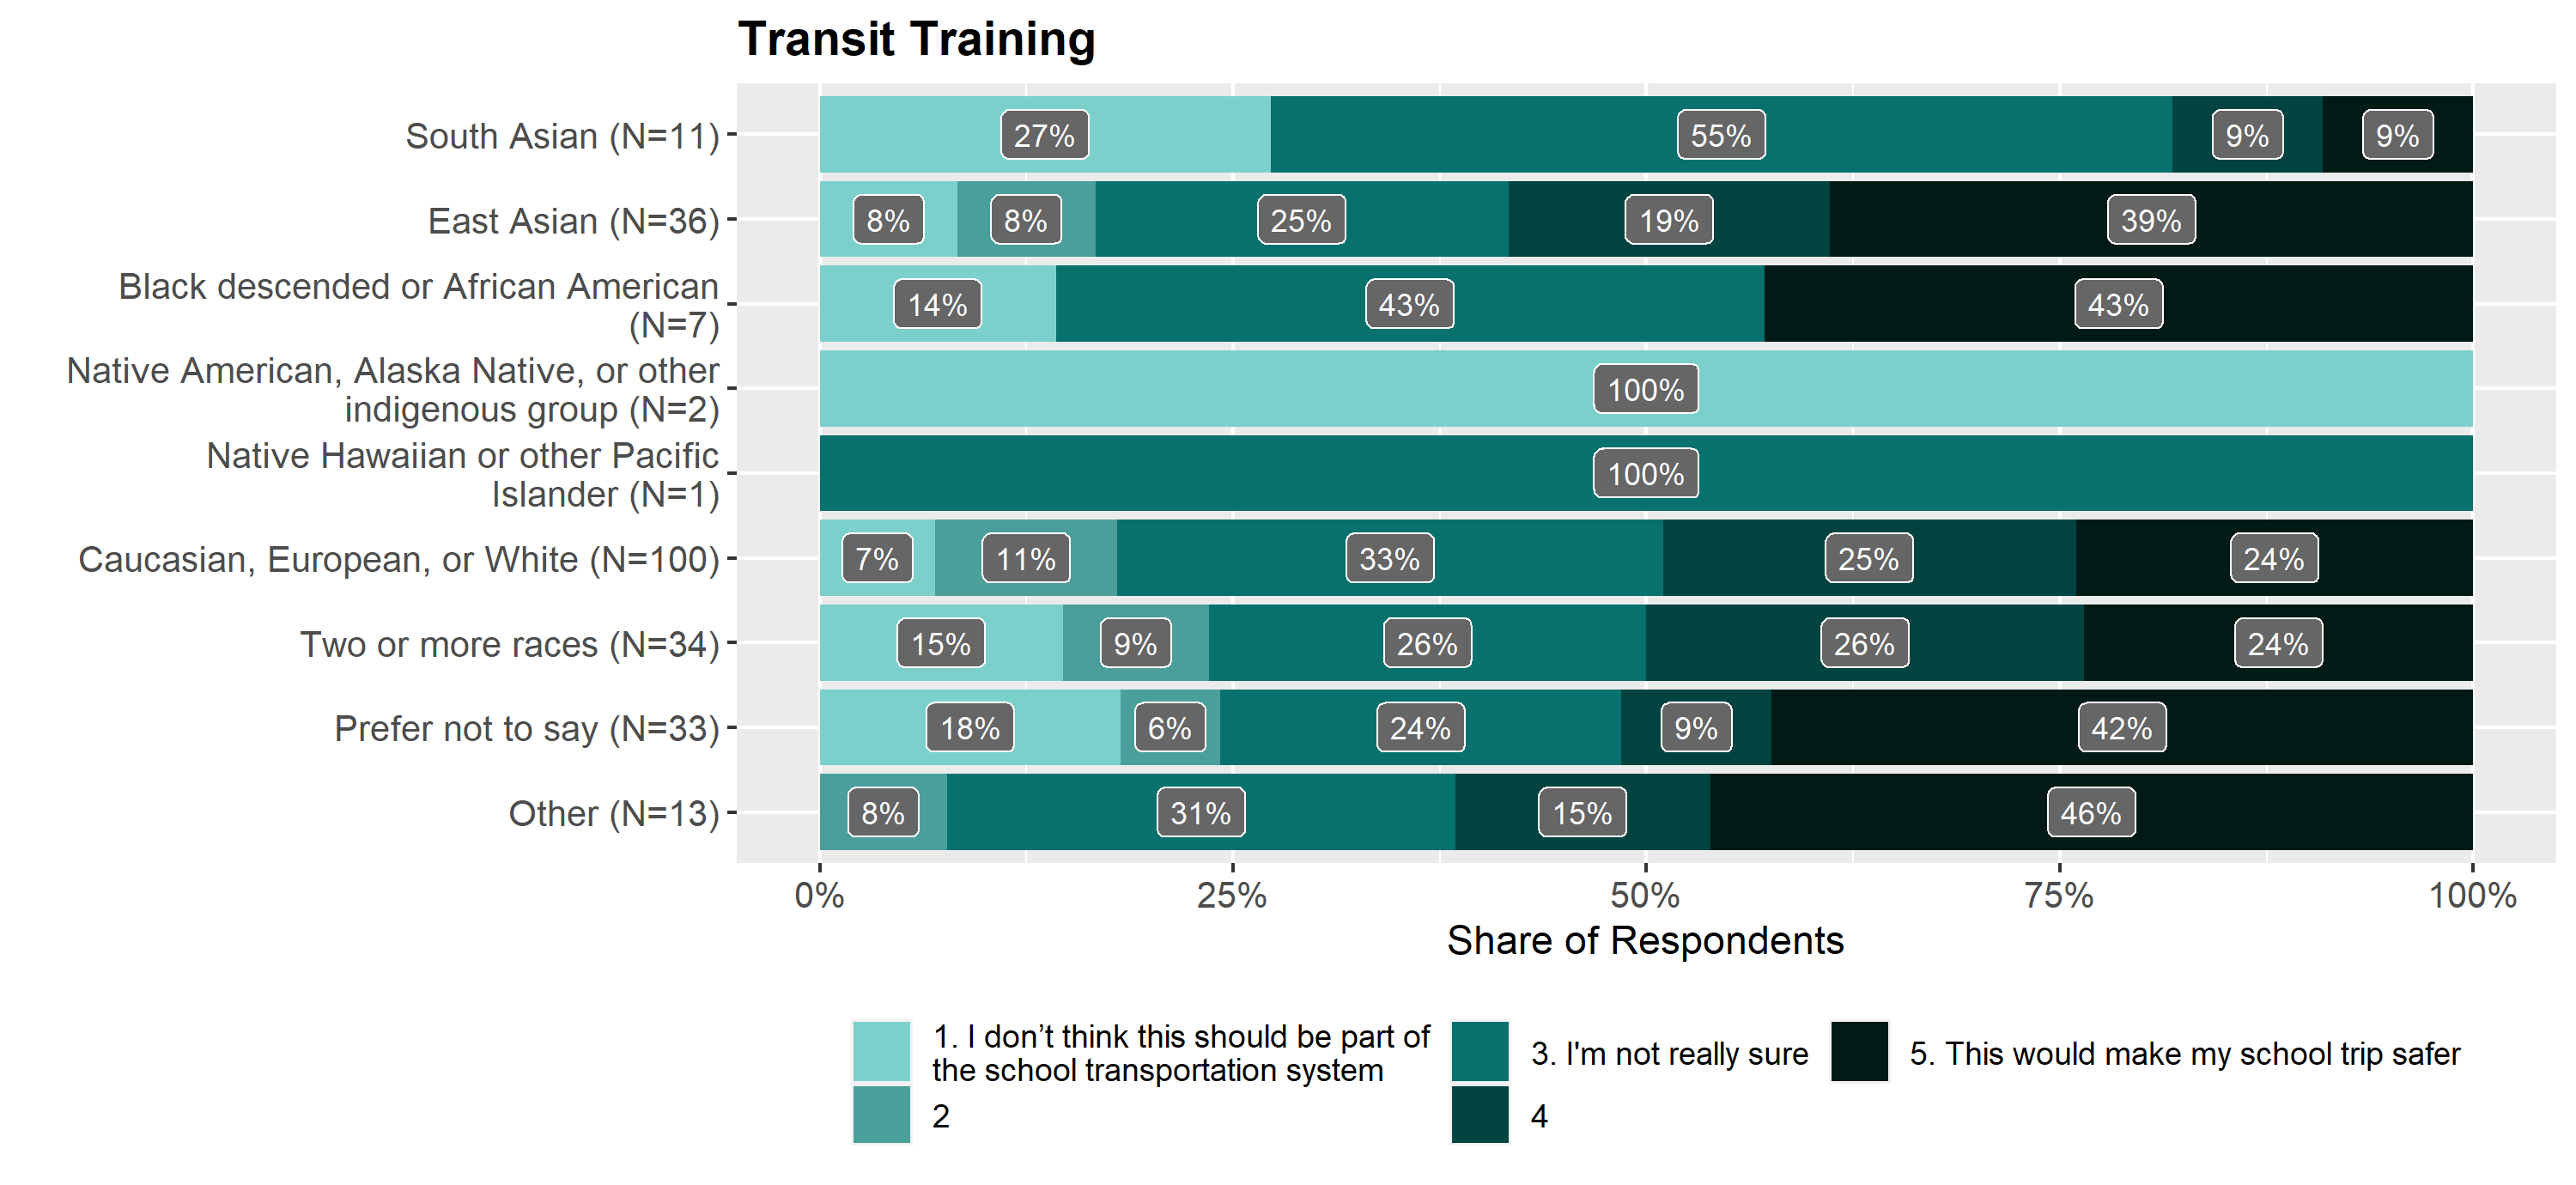 Transit Training
South Asian (N=11)
27%
55%
9%
9%
East Asian (N=36)
8%
8%
25%
19%
39%
Black descended or African American
(N=7)
14%
43%
43%
Native American, Alaska Native, or other
indigenous group (N=2)
100%
Native Hawaiian or other Pacific
Islander (N=1)
100%
Caucasian, European, or White (N=100)
7%
11%
33%
25%
24%
Two or more races (N=34)
15%
9%
26%
26%
24%
Prefer not to say (N=33)
18%
6%
24%
9%
42%
Other (N=13)
8%
31%
15%
46%
0%
25%
50%
75%
100%
Share of Respondents
1. I don’t think this should be part of
the school transportation system
2
3. I'm not really sure
4
5. This would make my school trip safer